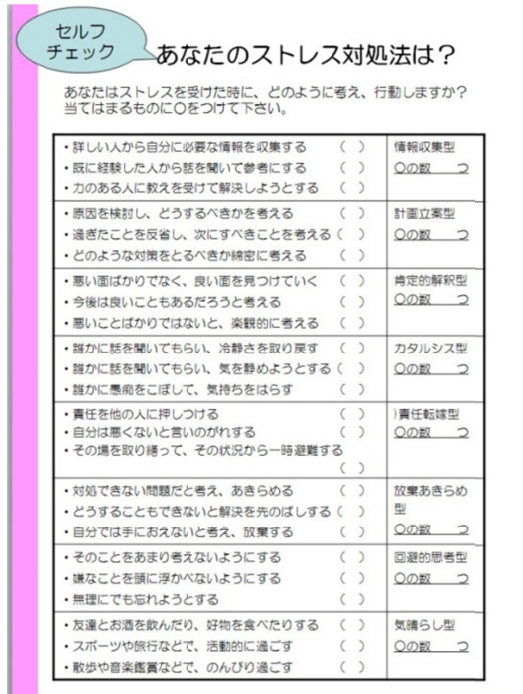 セルフ
チェック
あなたのストレス対処法は？
あなたはストレスを受けた時に、どのように考え、行動しますか？
当てはまるものに〇をつけて下さい。
・詳しい人から自分に必要な情報を収集する （ ） 情報収集型
・既に経験した人から話を聞いて参考にする （ ） 〇の数 つ
・力のある人に教えを受けて解決しようとする （ ）
・原因を検討し、どうするべきかを考える （ ） 計画立案型
・過ぎたことを反省し、次にすべきことを考える（ ） 〇の数 つ
・どのような対策をとるべきか綿密に考える （ ）
・悪い面ばかりでなく、良い面を見つけていく （ ） 肯定的解釈型
・今後は良いこともあるだろうと考える （ ） 〇の数 つ
・悪いことばかりではないと、楽観的に考える （ ）
・誰かに話を聞いてもらい、冷静さを取り戻す （ ） カタルシス型
・誰かに話を聞いてもらい、気を静めようとする（ ） 〇の数 つ
・誰かに愚痴をこぼして、気持ちをはらす （ ）
・責任を他の人に押しつける （ ） )責任転嫁型
・自分は悪くないと言いのがれする （ ） 〇の数 つ
・その場を取り繕って、その状況から一時避難する
（ ）
・対処できない問題だと考え、あきらめる （ ） 放棄あきらめ
・どうすることもできないと解決を先のばしする（ ） 型
・自分では手におえないと考え、放棄する （ ） 〇の数 つ
・そのことをあまり考えないようにする （ ） 回避的思考型
・嫌なことを頭に浮かべないようにする （ ） 〇の数 つ
・無理にでも忘れようとする （ ）
・友達とお酒を飲んだり、好物を食べたりする （ ） 気晴らし型
・スポーツや旅行などで、活動的に過ごす （ ） 〇の数 つ
・散歩や音楽鑑賞などで、のんびり過ごす （ ）